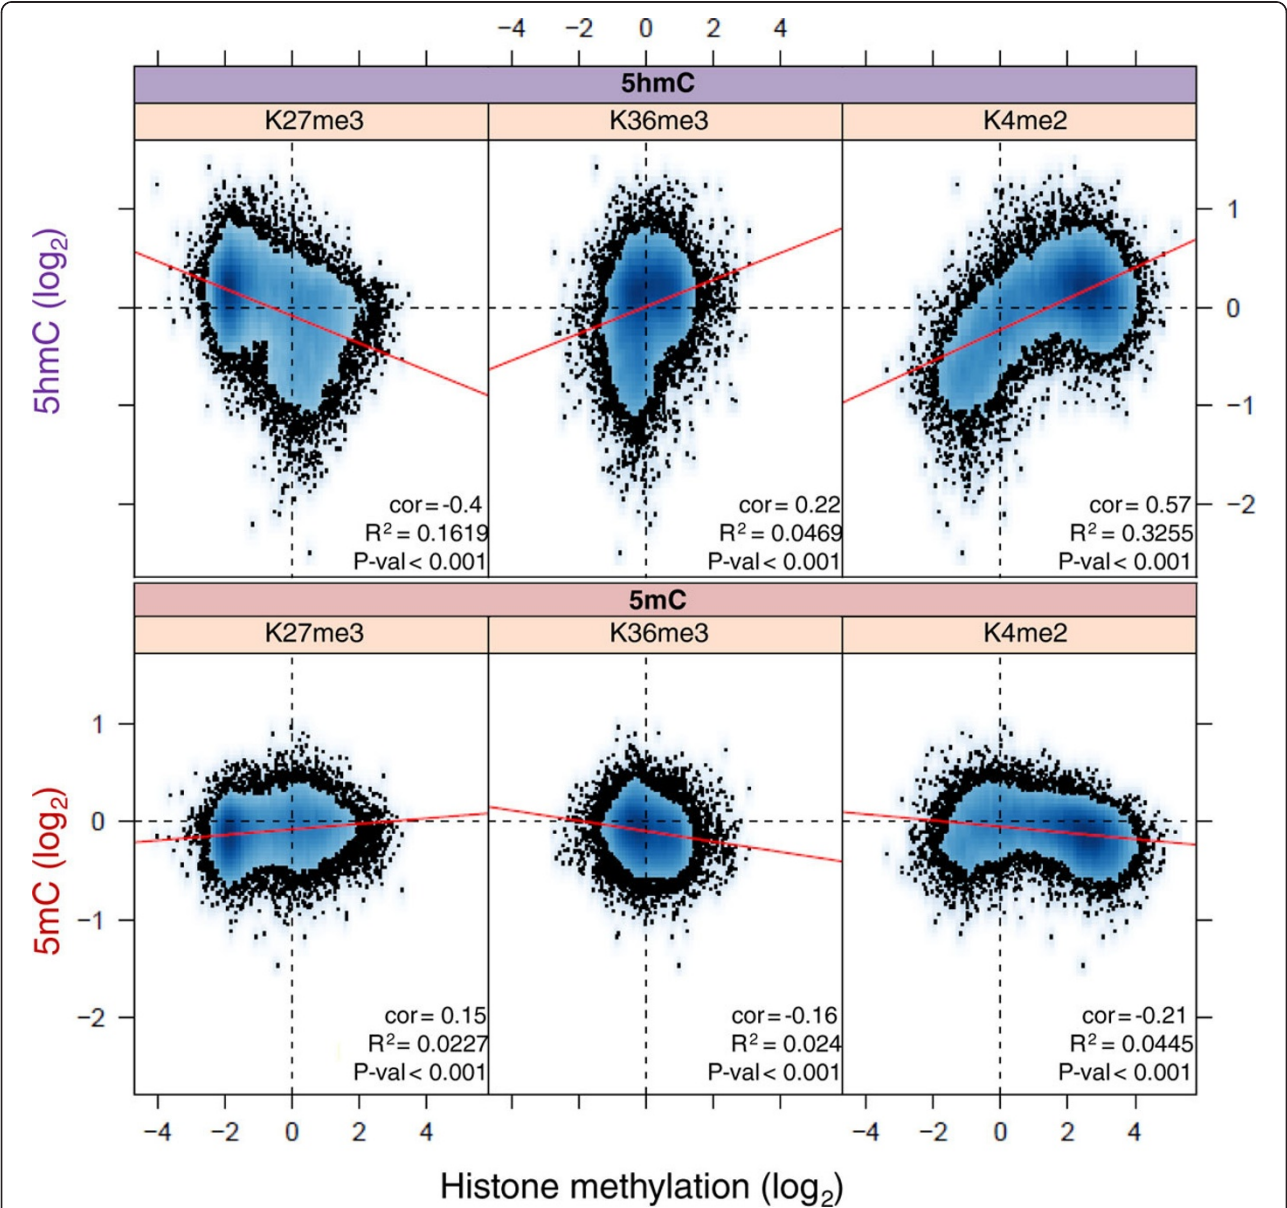 −4 −2 0 2 4
5hmC
K27me3 K36me3 K4me2
5hmC (log2)
1
0
−1
−2
cor= -0.4
R2 = 0.1619
P-val< 0.001
cor= 0.22
R2 = 0.0469
P-val< 0.001
cor= 0.57
R2 = 0.3255
P-val< 0.001
5mC
K27me3 K36me3 K4me2
5mC (log2)
1
0
−1
−2
cor= 0.15
R2= 0.0227
P-val< 0.001
cor= -0.16
R2 = 0.024
P-val< 0.001
cor= -0.21
R2 = 0.0445
P-val< 0.001
−4 −2 0 2 4 −4 −2 0 2 4
Histone methylation (log2)